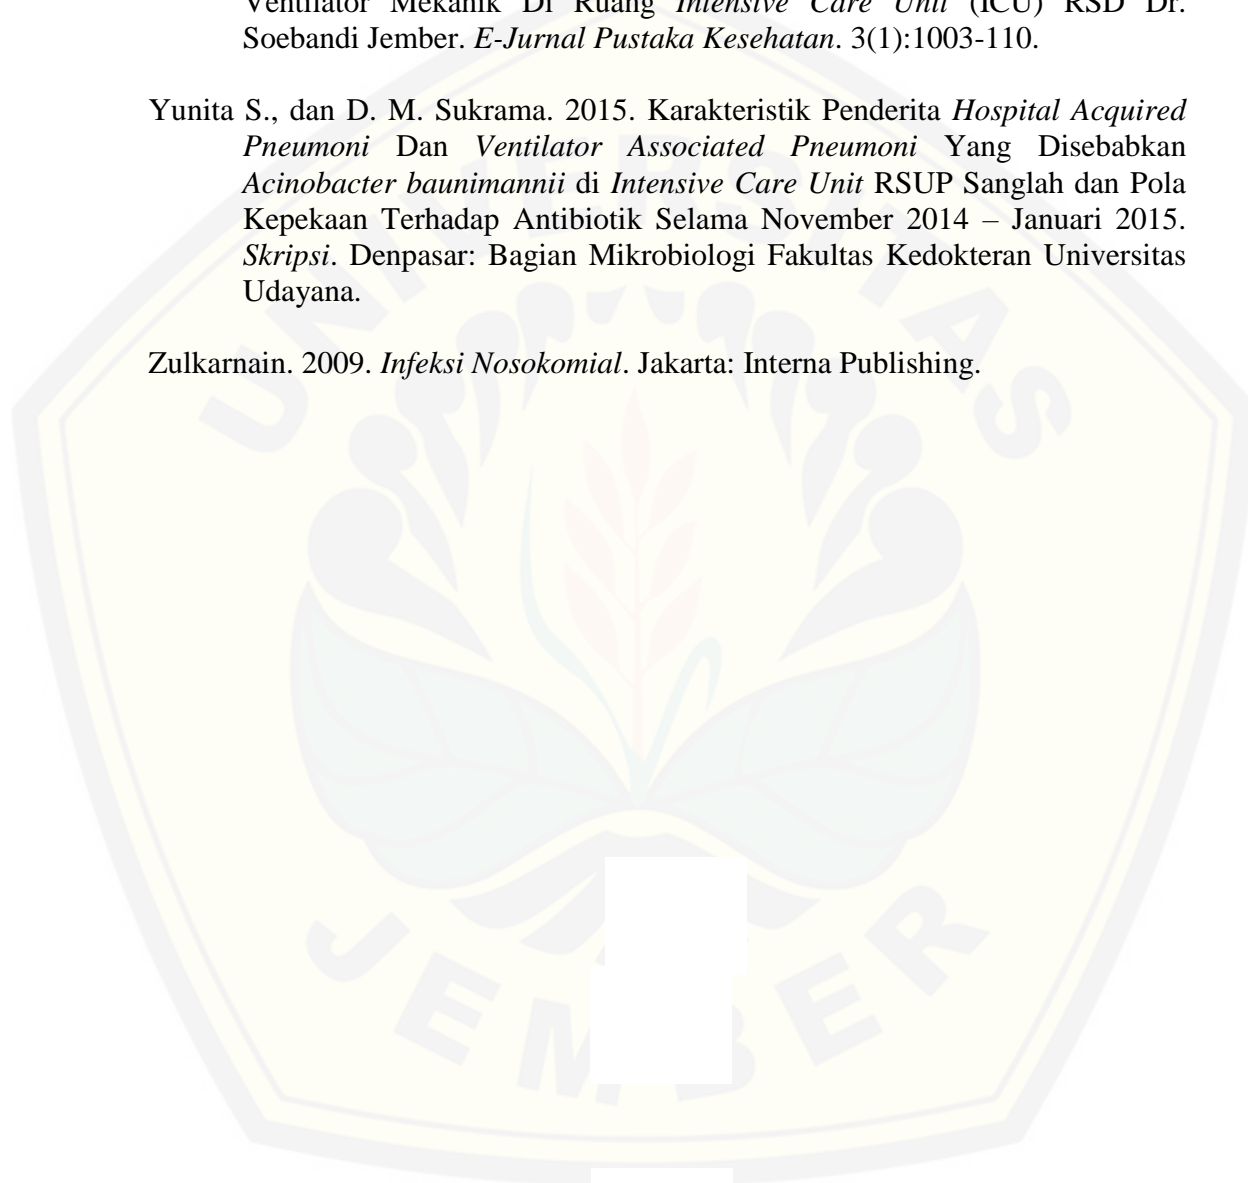 Ventilator Mekanik Di Ruang Intensive Care Unit (ICU) RSD Dr.
Soebandi Jember. E-Jurnal Pustaka Kesehatan. 3(1):1003-110.
Yunita S., dan D. M. Sukrama. 2015. Karakteristik Penderita Hospital Acquired
Pneumoni Dan Ventilator Associated Pneumoni Yang Disebabkan
Acinobacter baunimannii di Intensive Care Unit RSUP Sanglah dan Pola
Kepekaan Terhadap Antibiotik Selama November 2014 – Januari 2015.
Skripsi. Denpasar: Bagian Mikrobiologi Fakultas Kedokteran Universitas
Udayana.
Zulkarnain. 2009. Infeksi Nosokomial. Jakarta: Interna Publishing.
UNIVERSITAS
JEMBER